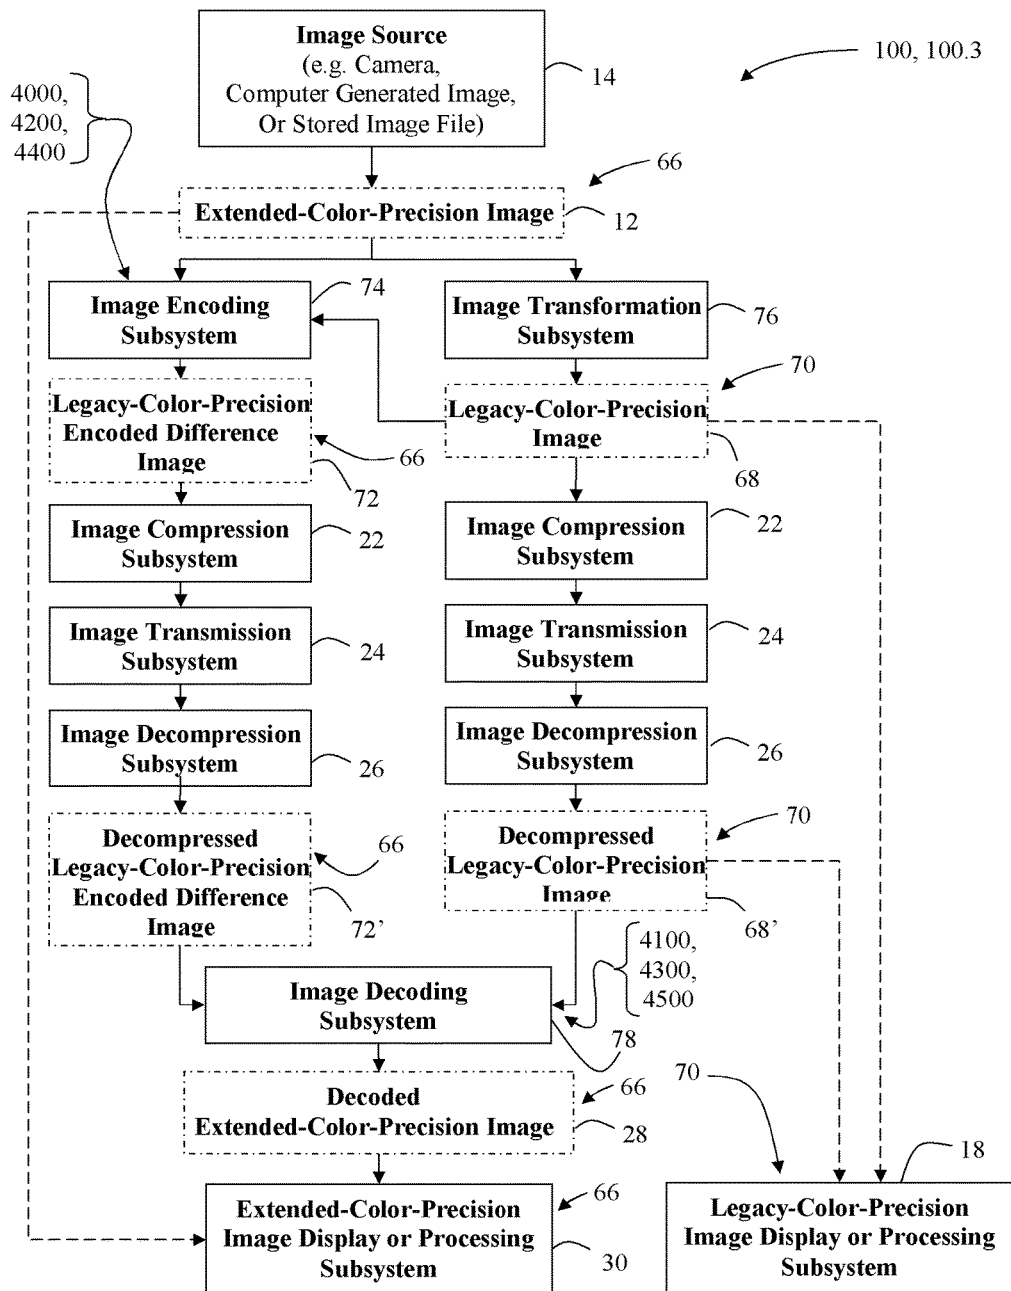 Image Source
(e.g. Camera,
Computer Generated Image,
Or Stored Image File)
14
100, 100.3
4000,
4200,
4400
66
Extended-Color-Precision Image
12
Image Encoding
Subsystem
74
Image Transformation
Subsystem
76
Legacy-Color-Precision
Encoded Difference
Image
66
72
70
Legacy-Color-Precision
Image
68
Image Compression
Subsystem
22
Image Compression
Subsystem
22
Image Transmission
Subsystem
24
Image Transmission
Subsystem
24
Image Decompression
Subsystem
26
Image Decompression
Subsystem
26
Decompressed
Legacy-Color-Precision
Encoded Difference
Image
66
72’
Decompressed
Legacy-Color-Precision
Image
70
68’
4100,
4300,
4500
Image Decoding
Subsystem
78
Decoded
Extended-Color-Precision Image
66
28
70
18
Extended-Color-Precision
Image Display or Processing
Subsystem
66
30
Legacy-Color-Precision
Image Display or Processing
Subsystem